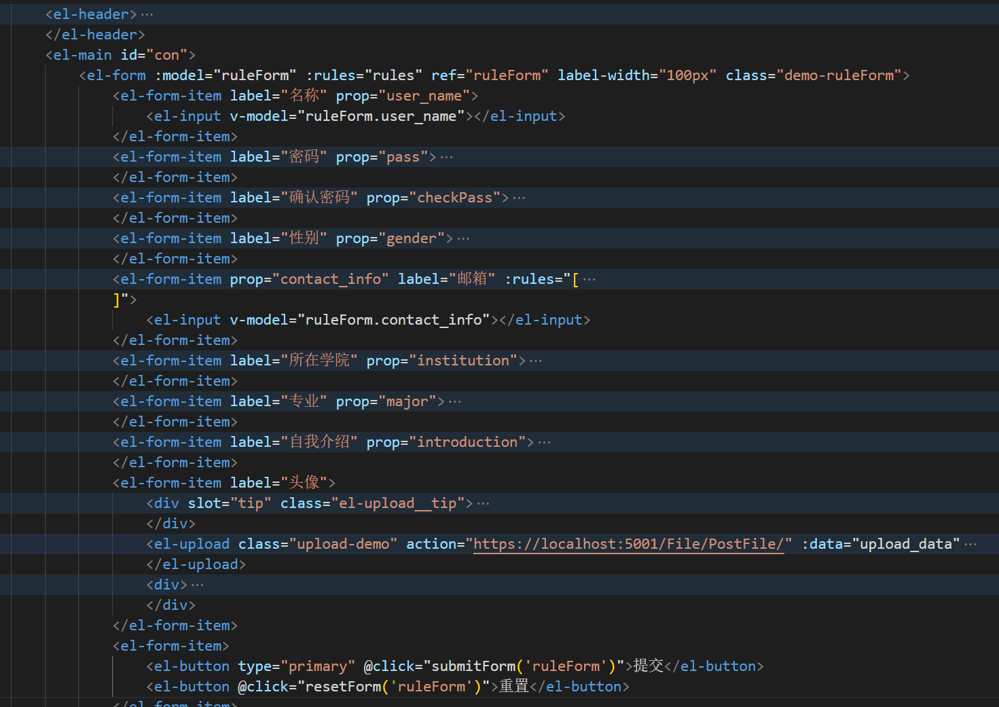 <el-header>···
</el-header>
<el-main id="con">
<el-form :model="ruleForm" :rules="rules" ref="ruleForm" label-width="100px" class="demo-ruleForm">
<el-form-item label="名称" prop="user_name">
<el-input v-model="ruleForm.user_name"></el-input>
</el-form-item>
<el-form-item label="密码" prop="pass">···
</el-form-item>
<el-form-item label="确认密码" prop="checkPass">···
</el-form-item>
<el-form-item label="性别" prop="gender">···
</el-form-item>
<el-form-item prop="contact_info" label="邮箱" :rules="[···
]">
<el-input v-model="ruleForm.contact_info"></el-input>
</el-form-item>
<el-form-item label="所在学院" prop="institution">···
</el-form-item>
<el-form-item label="专业" prop="major">···
</el-form-item>
<el-form-item label="自我介绍" prop="introduction">···
</el-form-item>
<el-form-item label="头像">
<div slot="tip" class="el-upload__tip">···
</div>
<el-upload class="upload-demo" action="https://localhost:5001/File/PostFile/" :data="upload_data"···
</el-upload>
<div>···
</div>
</el-form-item>
<el-form-item>
<el-button type="primary" @click="submitForm('ruleForm')">提交</el-button>
<el-button @click="resetForm('ruleForm')">重置</el-button>
</el-form-item>